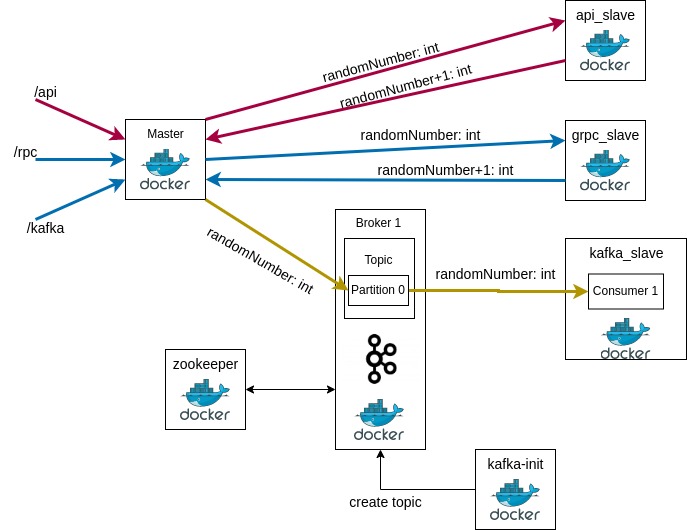 api_slave
docker
randomNumber: int
randomNumber+1: int
/api
/rpc
/kafka
Master
docker
randomNumber: int
randomNumber+1: int
grpc_slave
docker
randomNumber: int
Broker 1
Topic
Partition 0
docker
randomNumber: int
kafka_slave
Consumer 1
docker
zookeeper
docker
create topic
kafka-init
docker